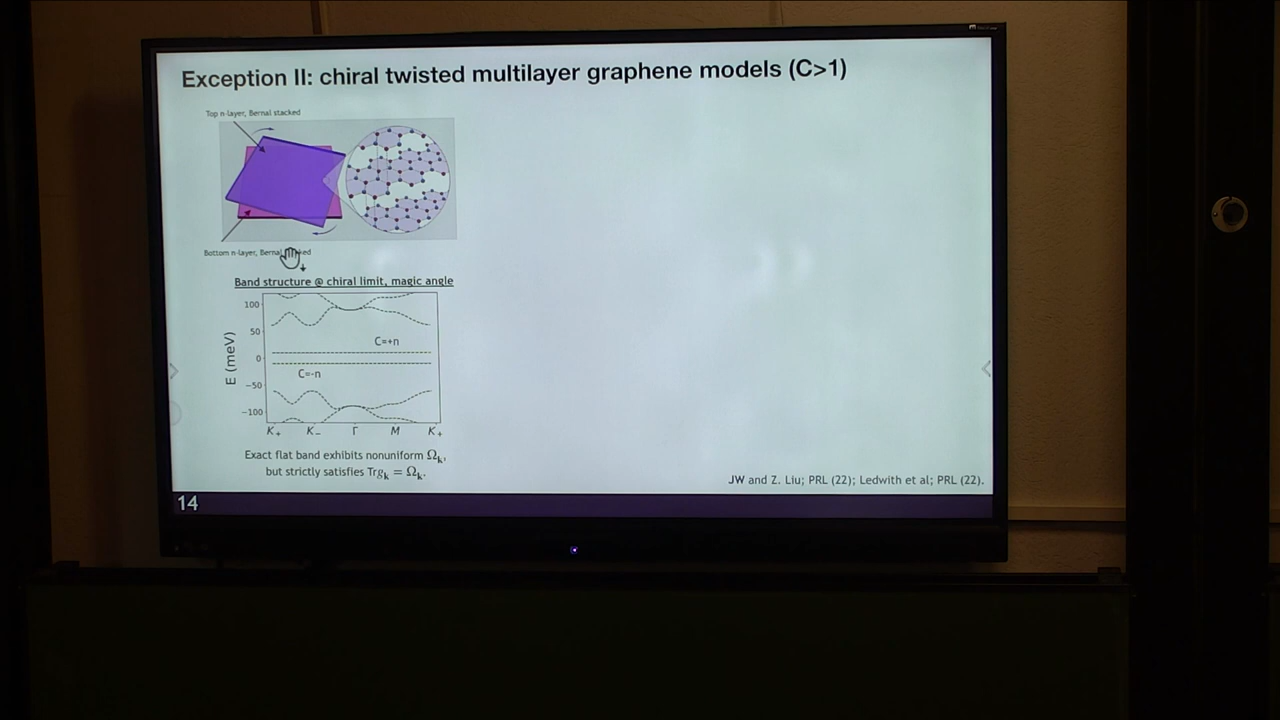 Exception II: chiral twisted multilayer graphene models (C>1)
Top n-layer, Bernal stacked
Bottom n-layer, Bernal
Band structure @ chiral limit, magic angle
E (meV)
100
50
0
−50
−100
C=+n
C=-n
K₊ K₋ Γ M K₊
Exact flat band exhibits nonuniform Ωₖ,
but strictly satisfies Trgₖ = Ωₖ.
JW and Z. Liu; PRL (22); Ledwith et al; PRL (22).
14